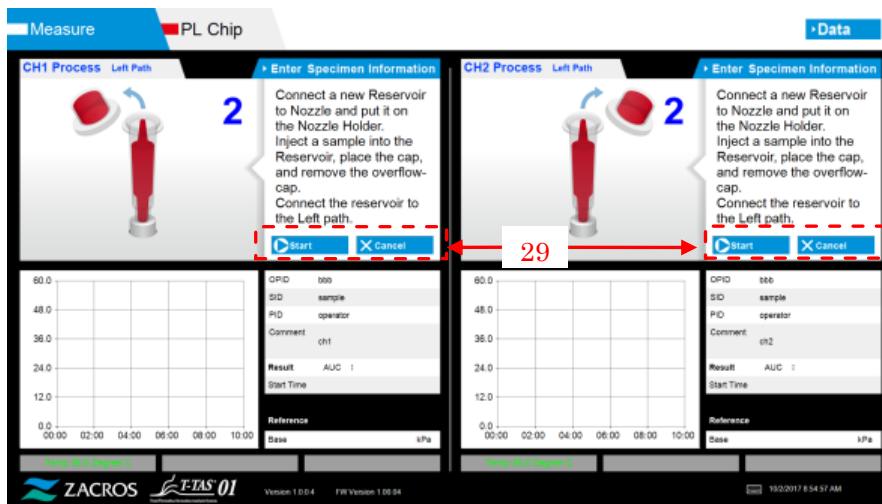 Measure
PL Chip
Data
CH1 Process Left Path
Enter Specimen Information
2
Connect a new Reservoir
to Nozzle and put it on
the Nozzle Holder.
Inject a sample into the
Reservoir, place the cap,
and remove the overflow-
cap.
Connect the reservoir to
the Left path.
Start
Cancel
CH2 Process Left Path
Enter Specimen Information
2
Connect a new Reservoir
to Nozzle and put it on
the Nozzle Holder.
Inject a sample into the
Reservoir, place the cap,
and remove the overflow-
cap.
Connect the reservoir to
the Left path.
Start
Cancel
29
60.0
48.0
36.0
24.0
12.0
0.0
00:00 02:00 04:00 06:00 08:00 10:00
OPID bbb
SID sample
PID operator
Comment
ch1
Result AUC :
Start Time
Reference
Base kPa
60.0
48.0
36.0
24.0
12.0
0.0
00:00 02:00 04:00 06:00 08:00 10:00
OPID bbb
SID sample
PID operator
Comment
ch2
Result AUC :
Start Time
Reference
Base kPa
ZACROS
T-TAS 01
Version 1.0.0.4
FW Version 1.00.04
10/2/2017 8:54:57 AM